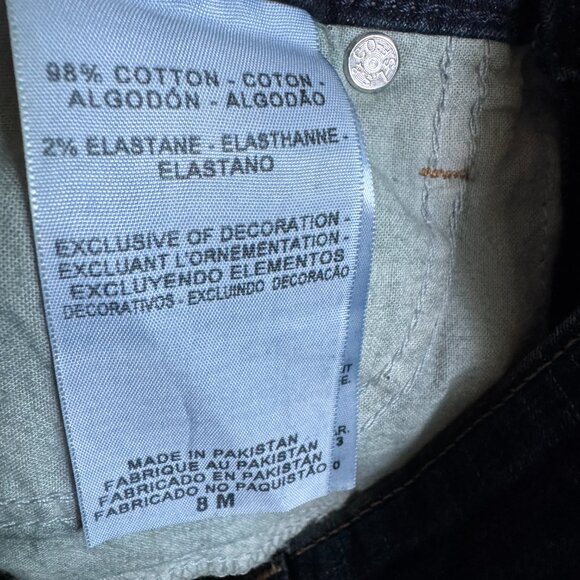 98% COTTON - COTON -
ALGODÓN - ALGODÃO
2% ELASTANE - ELASTHANNE -
ELASTANO
EXCLUSIVE OF DECORATION -
EXCLUANT L'ORNEMENTATION -
EXCLUYENDO ELEMENTOS
DECORATIVOS - EXCLUINDO DECORAÇÃO
MADE IN PAKISTAN
FABRIQUE AU PAKISTAN
FABRICADO EN PAKISTAN
FABRICADO NO PAQUISTÃO
8 M